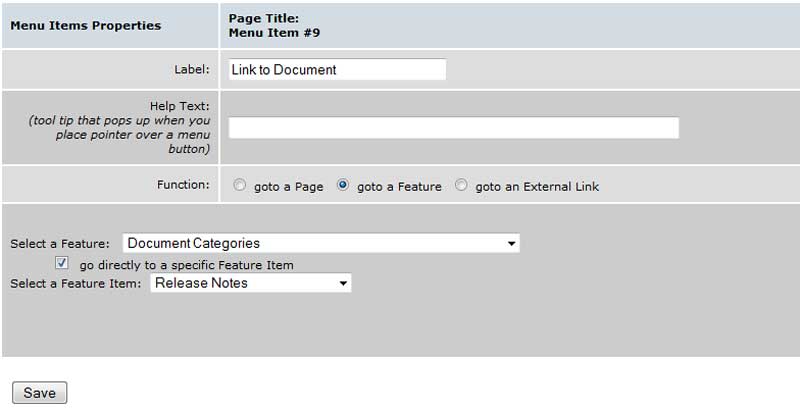 Menu Items Properties
Page Title:
Menu Item #9
Label:
Link to Document
Help Text:
(tool tip that pops up when you
place pointer over a menu
button)
Function:
goto a Page
goto a Feature
goto an External Link
Select a Feature:
Document Categories
go directly to a specific Feature Item
Select a Feature Item:
Release Notes
Save